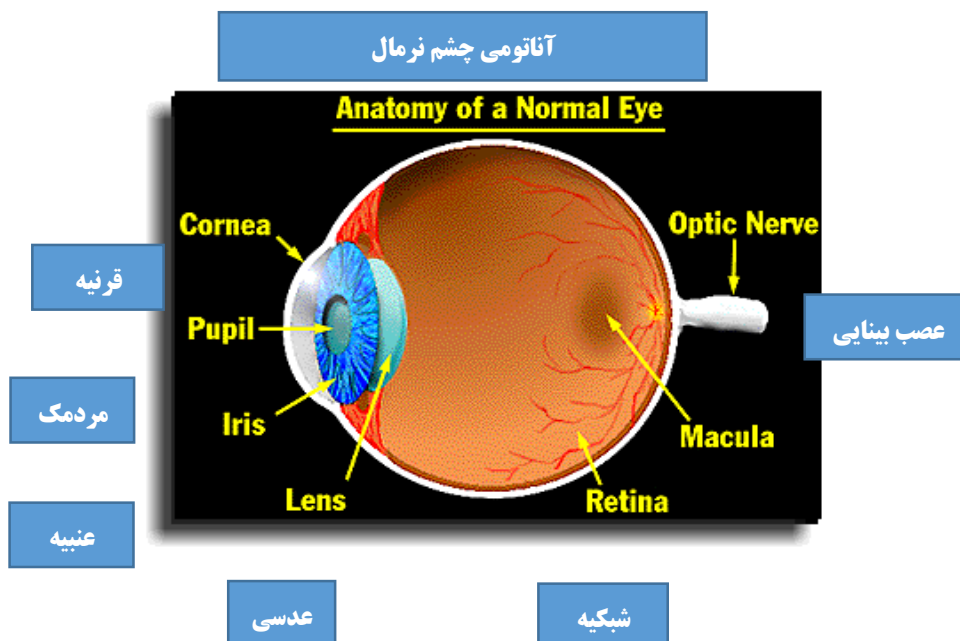 آناتومی چشم نرمال
Anatomy of a Normal Eye
Cornea
Optic Nerve
قرنیه
Pupil
عصب بینایی
مردمک
Iris
Macula
Lens
Retina
عنبیه
عدسی
شبکیه